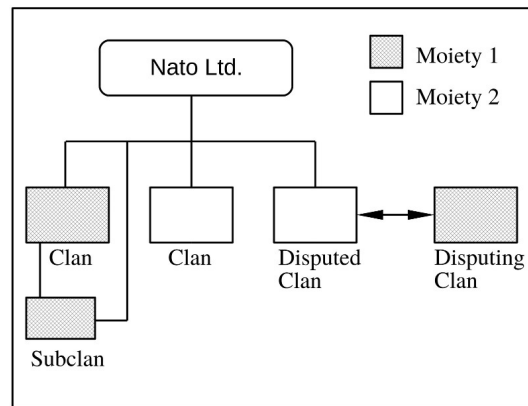 Nato Ltd.
Moiety 1
Moiety 2
Clan
Clan
Disputed
Clan
Disputing
Clan
Subclan